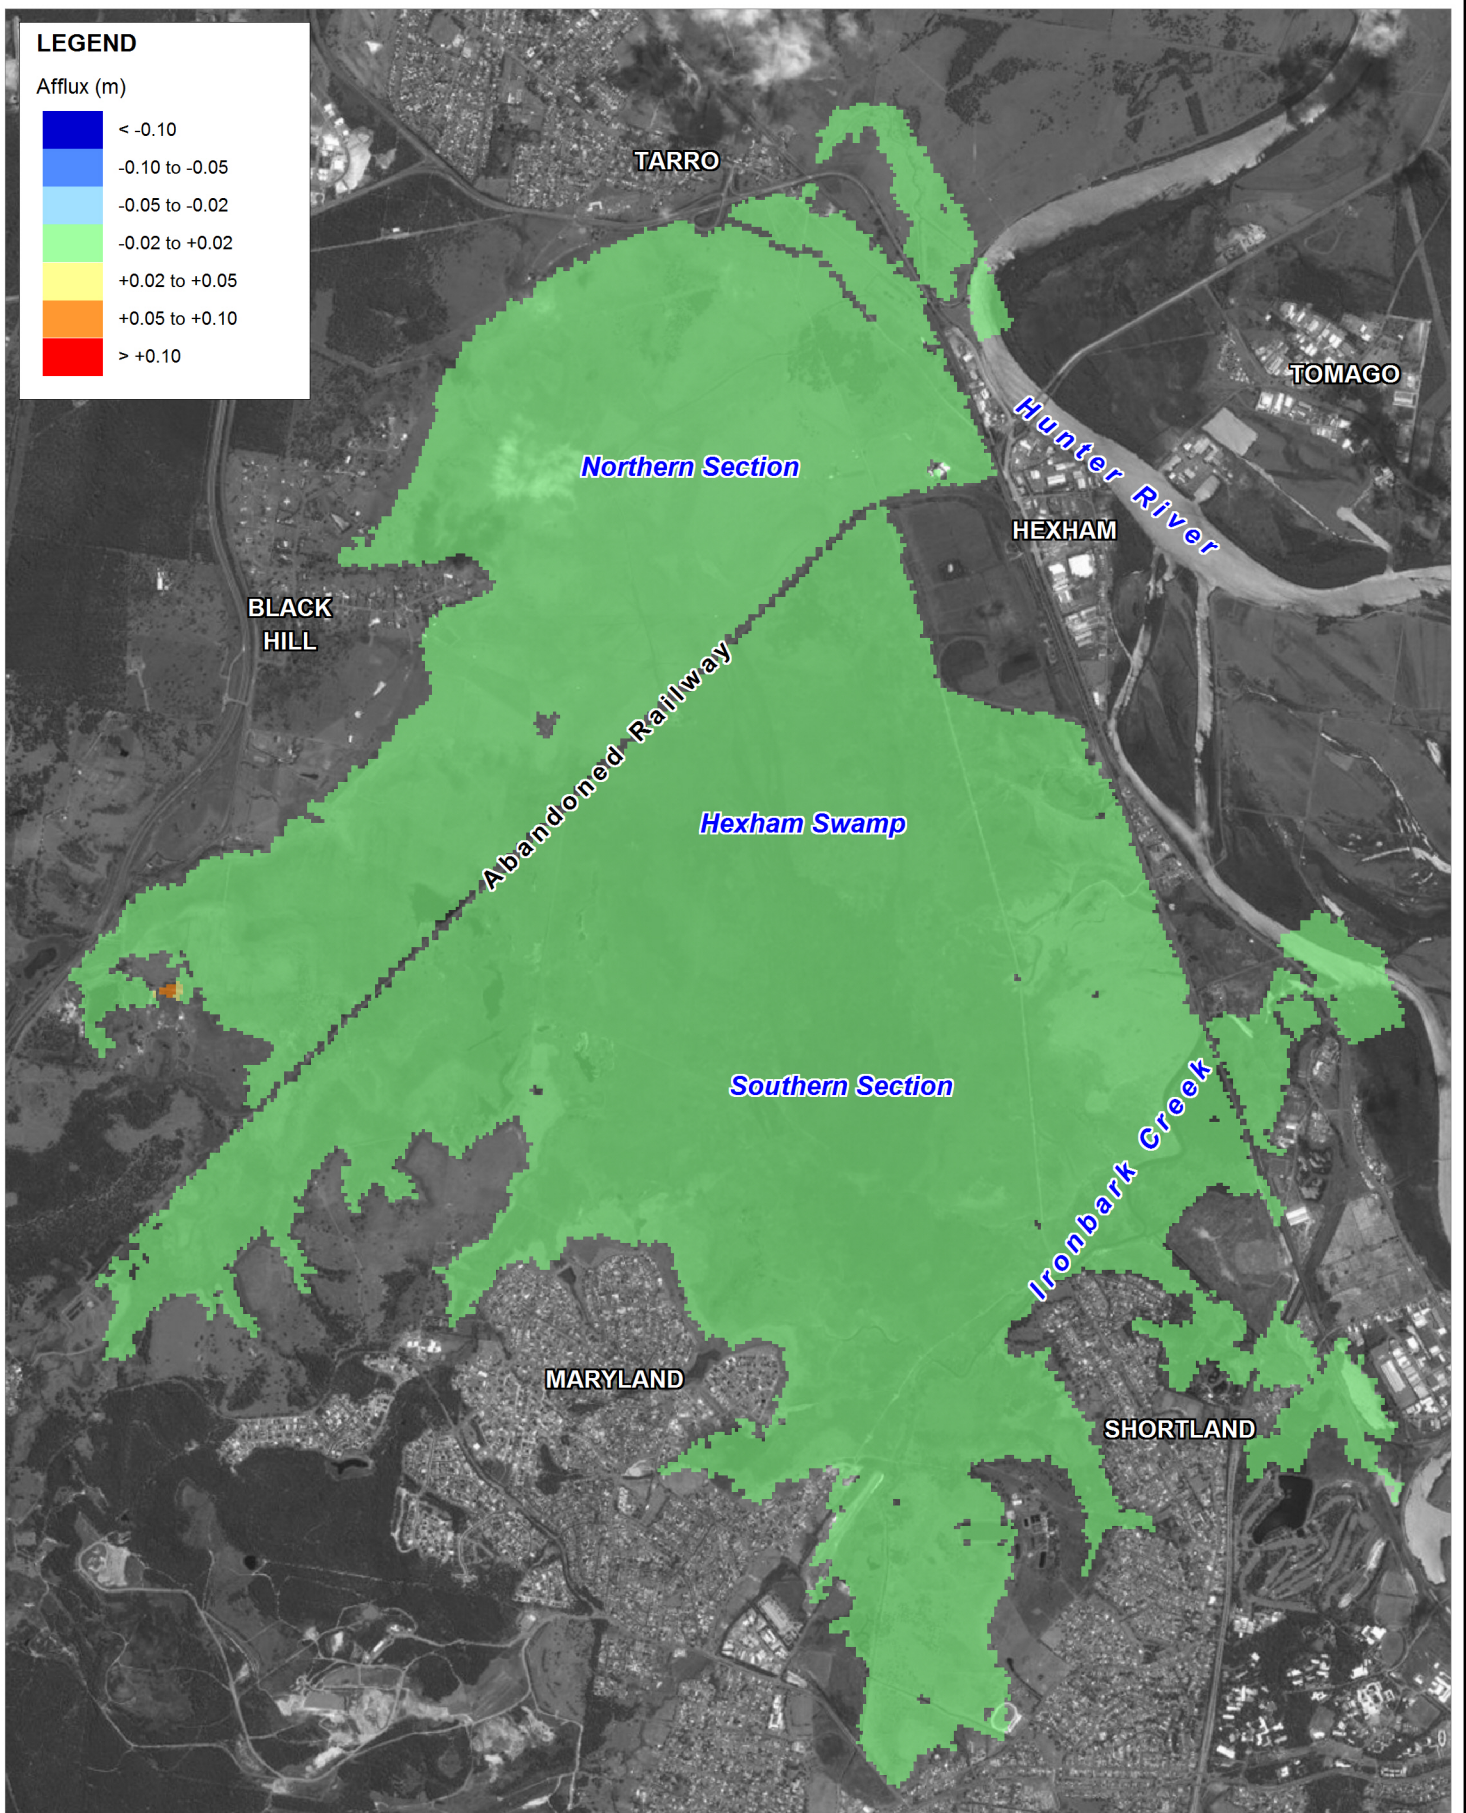 LEGEND
Afflux (m)
< -0.10
-0.10 to -0.05
-0.05 to -0.02
-0.02 to +0.02
+0.02 to +0.05
+0.05 to +0.10
> +0.10
TARRO
TOMAGO
Hunter River
Northern Section
HEXHAM
BLACK
HILL
Abandoned Railway
Hexham Swamp
Southern Section
Ironbark Creek
MARYLAND
SHORTLAND